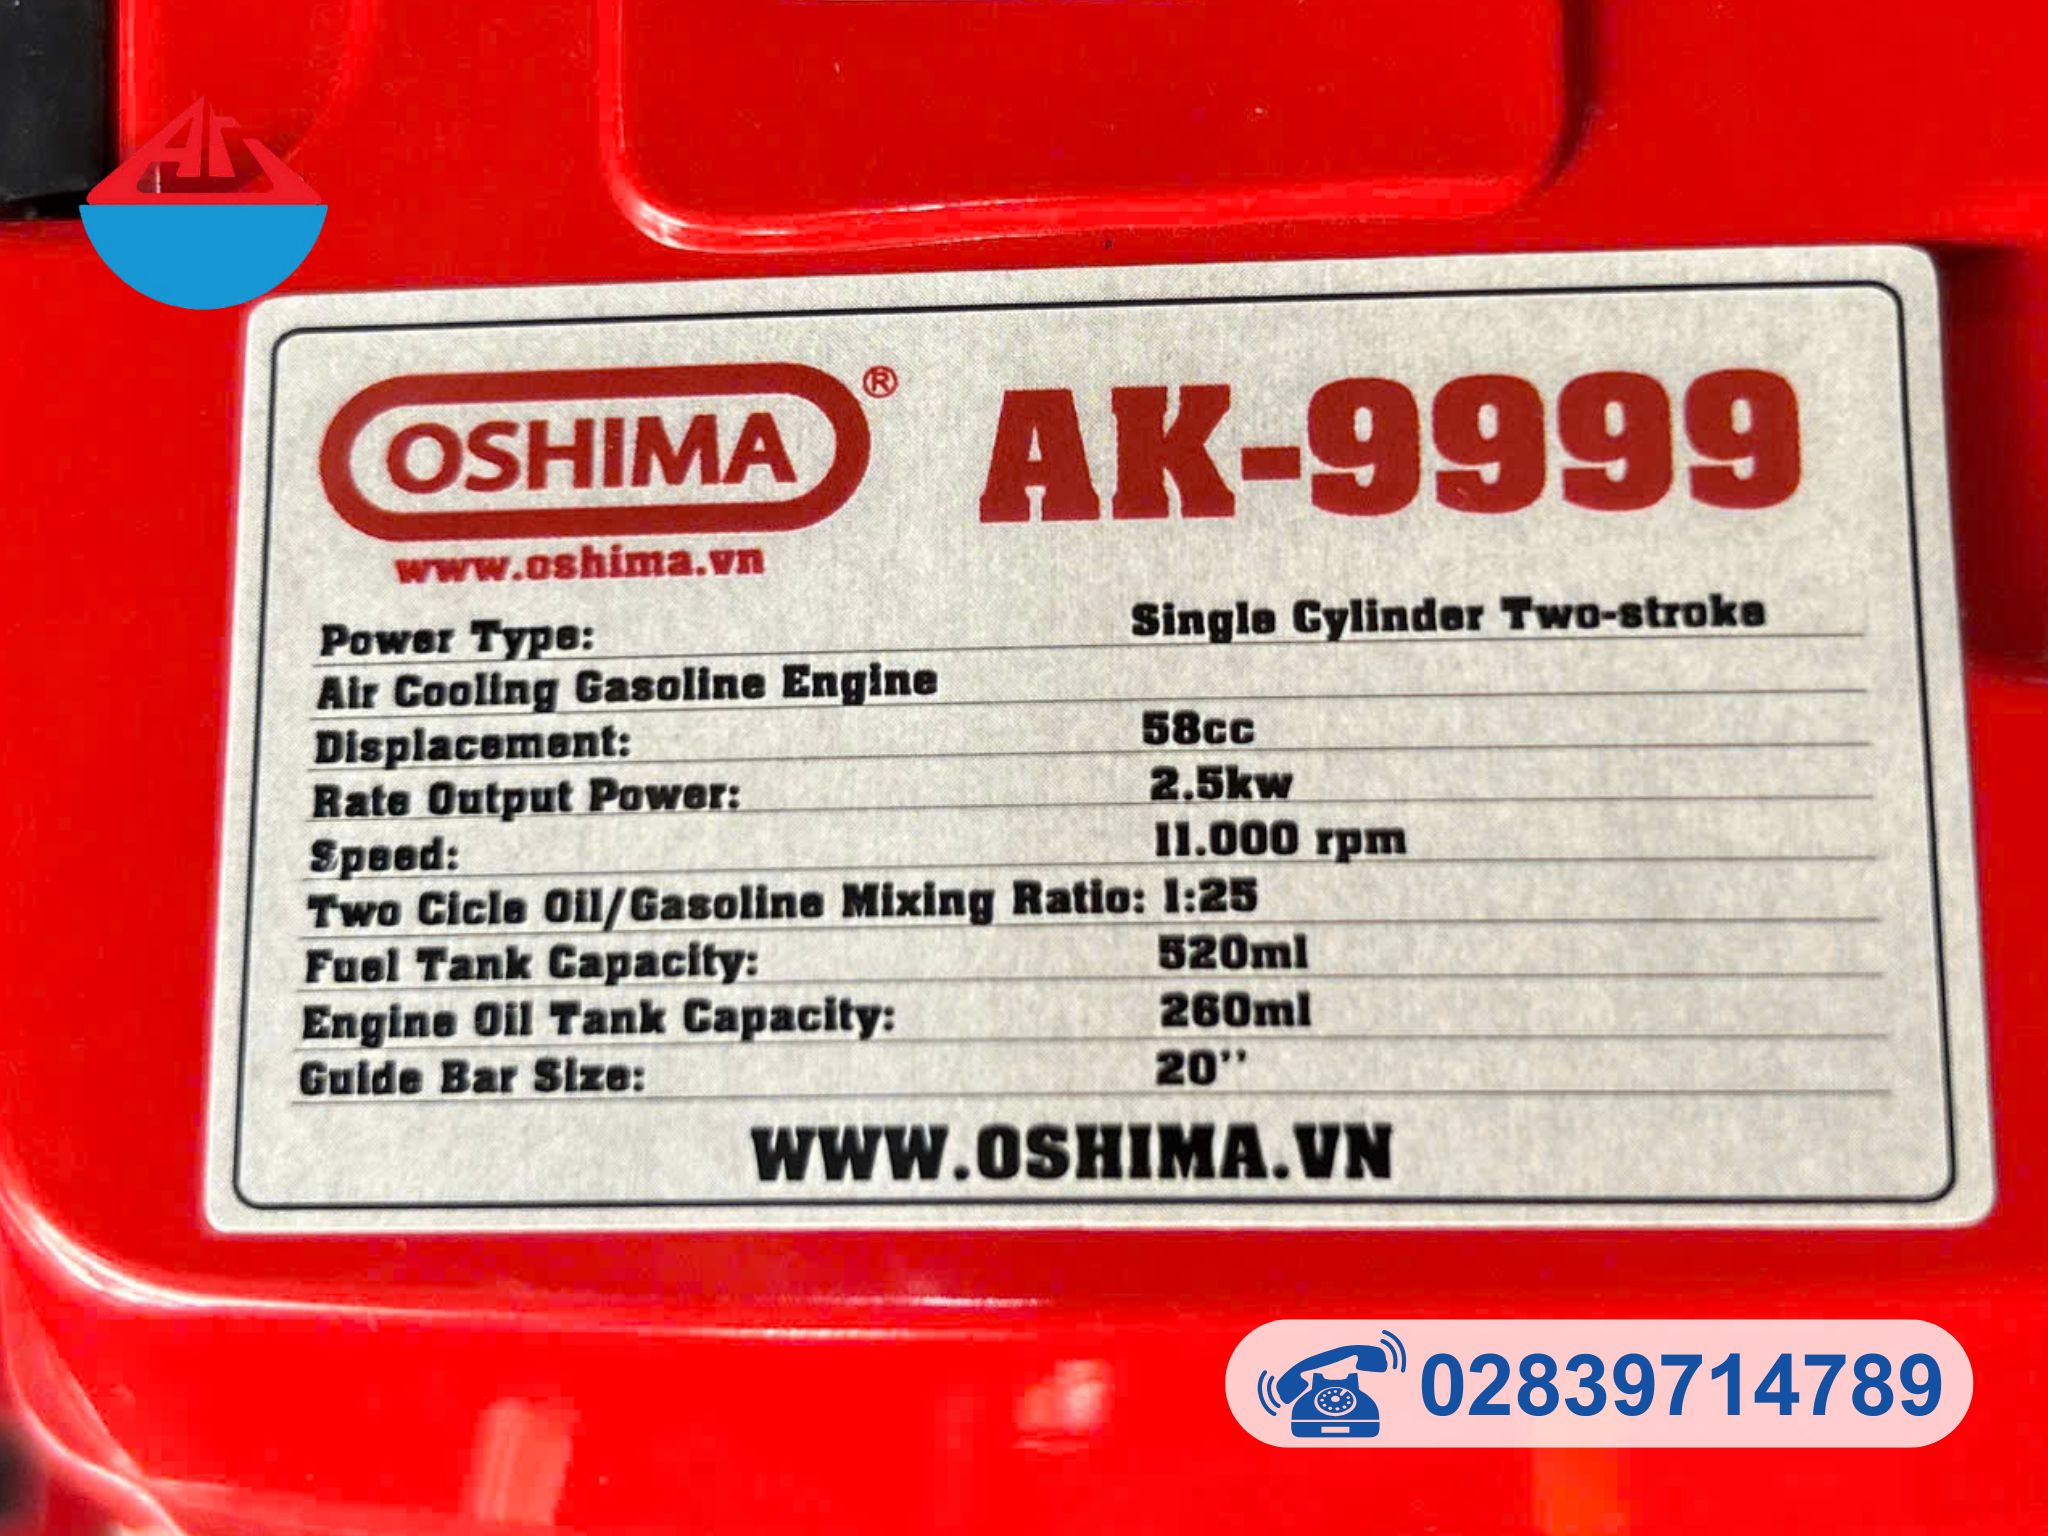 OSHIMA® AK-9999
www.oshima.vn
Power Type: Single Cylinder Two-stroke
Air Cooling Gasoline Engine
Displacement: 58cc
Rate Output Power: 2.5kw
Speed: 11.000 rpm
Two Cicle Oil/Gasoline Mixing Ratio: 1:25
Fuel Tank Capacity: 520ml
Engine Oil Tank Capacity: 260ml
Guide Bar Size: 20''
WWW.OSHIMA.VN
02839714789